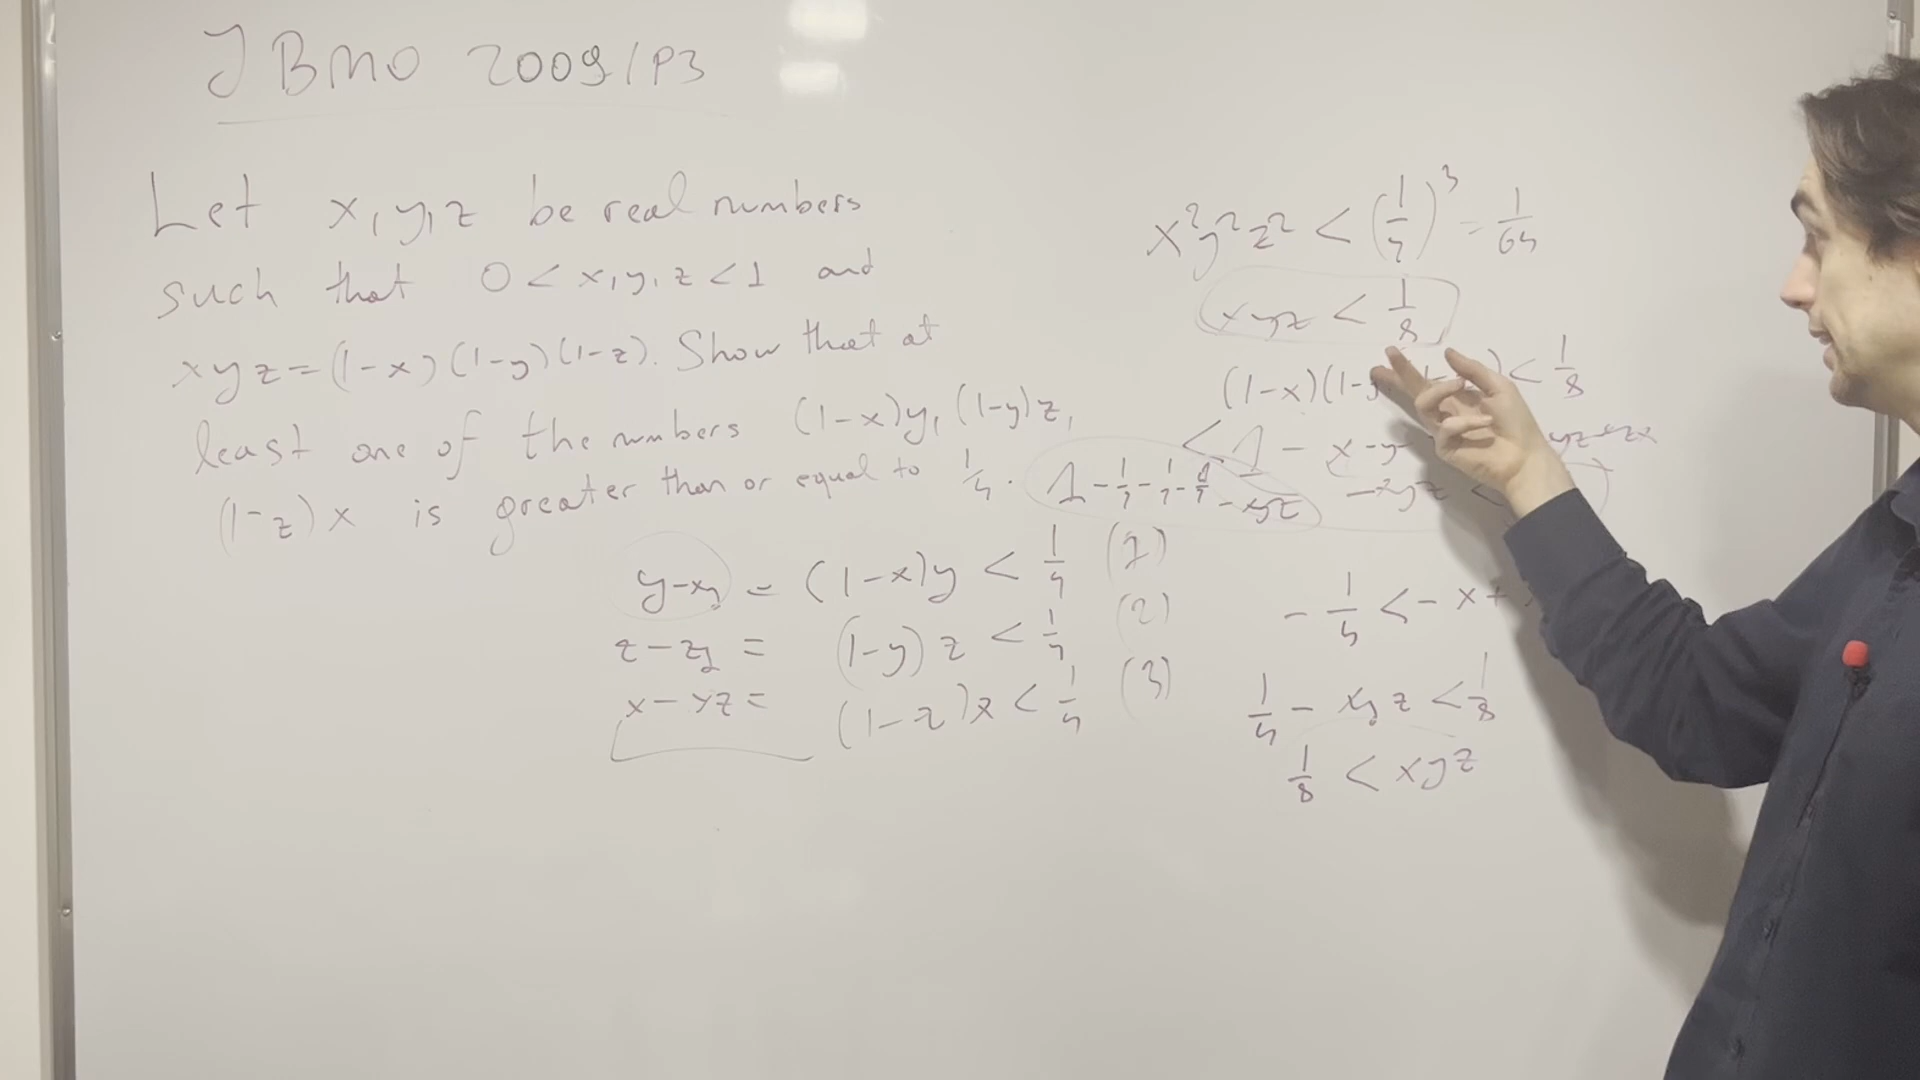 JBMO 2009/P3
Let x, y, z be real numbers
such that 0 < x, y, z < 1 and
xyz = (1-x)(1-y)(1-z). Show that at
least one of the numbers (1-x)y, (1-y)z,
(1-z)x is greater than or equal to 1/4.
y-xy = (1-x)y < 1/4 (1)
z-zy = (1-y)z < 1/4 (2)
x-xz = (1-z)x < 1/4 (3)
x²y²z² < (1/4)³ = 1/64
xyz < 1/8
(1-x)(1-y) < 1/8
< 1 - x - y yz+zx
1 - 1/4 - 1/4 - 1/4 - xyz - xyz <
- 1/4 < - x +
1/4 - xyz < 1/8
1/8 < xyz